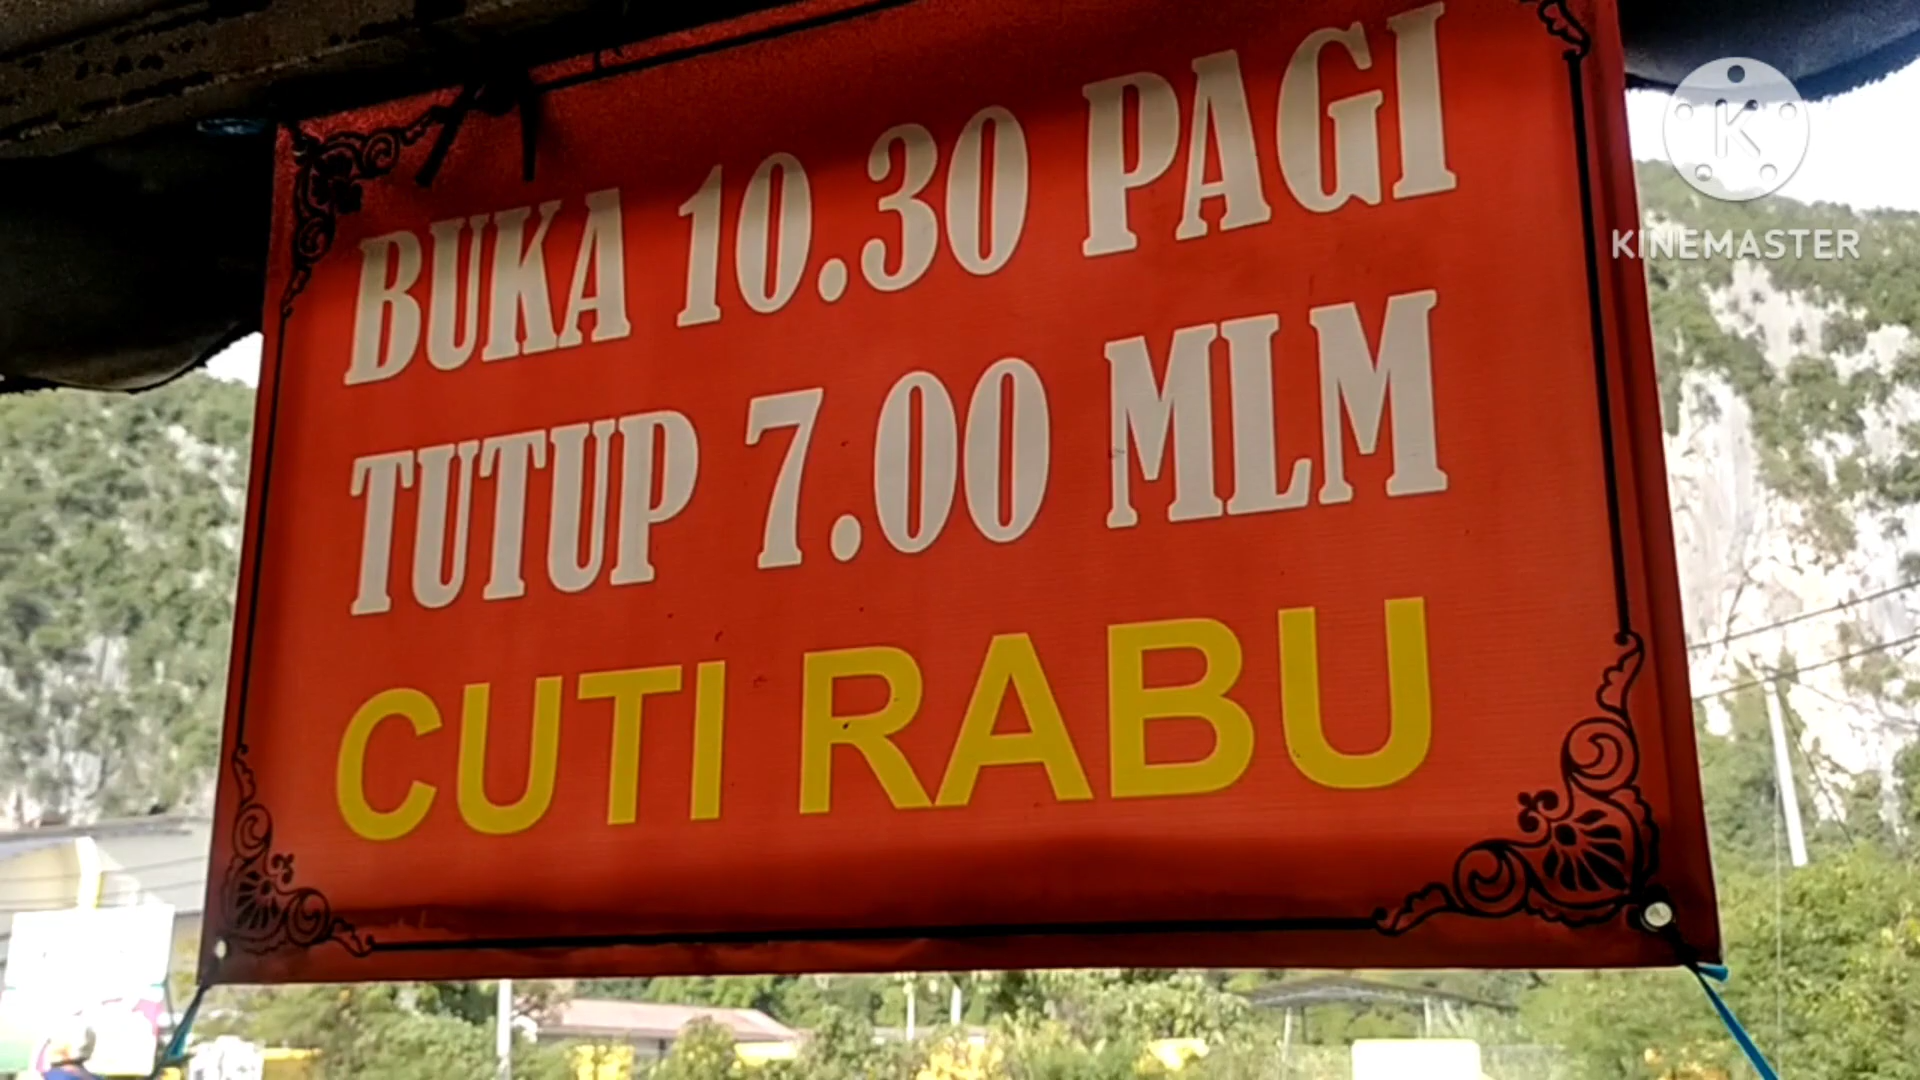 BUKA 10.30 PAGI
TUTUP 7.00 MLM
CUTI RABU
K
KINEMASTER